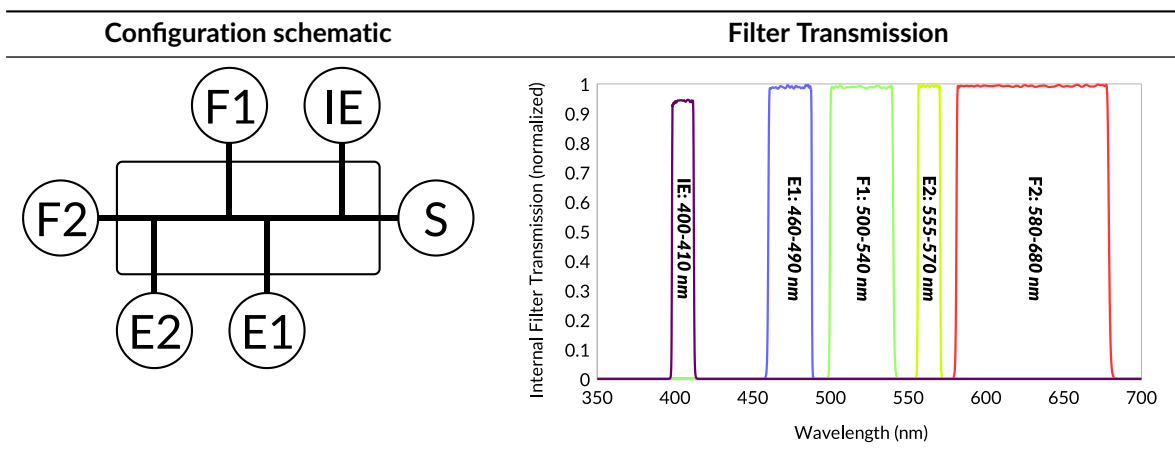 Configuration schematic
Filter Transmission
F1
IE
F2
S
E2
E1
Internal Filter Transmission (normalized)
1
0.9
0.8
0.7
0.6
0.5
0.4
0.3
0.2
0.1
0
IE: 400-410 nm
E1: 460-490 nm
F1: 500-540 nm
E2: 555-570 nm
F2: 580-680 nm
350
400
450
500
550
600
650
700
Wavelength (nm)